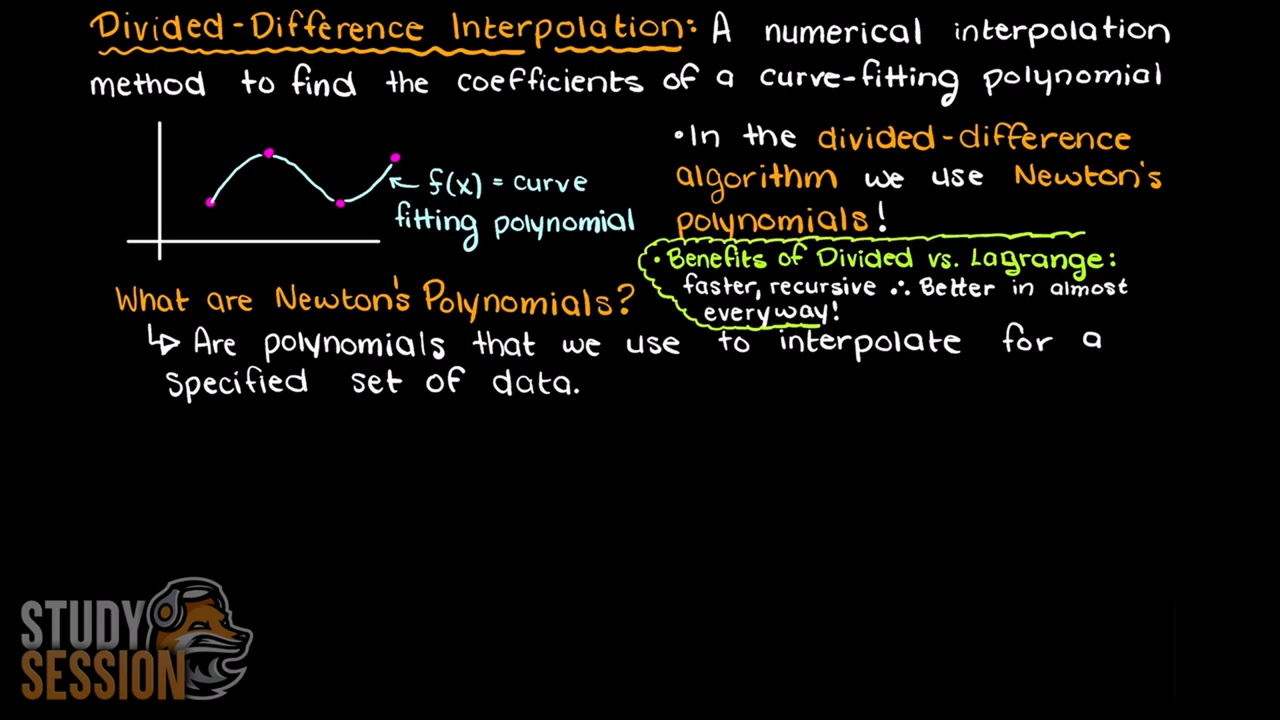 Divided-Difference Interpolation: A numerical interpolation
method to find the coefficients of a curve-fitting polynomial
f(x) = curve
fitting polynomial
•In the divided-difference
algorithm we use Newton's
polynomials!
• Benefits of Divided vs. Lagrange:
faster, recursive ∴ Better in almost
everyway!
What are Newton's Polynomials?
Are polynomials that we use to interpolate for a
specified set of data.
STUDY
SESSION